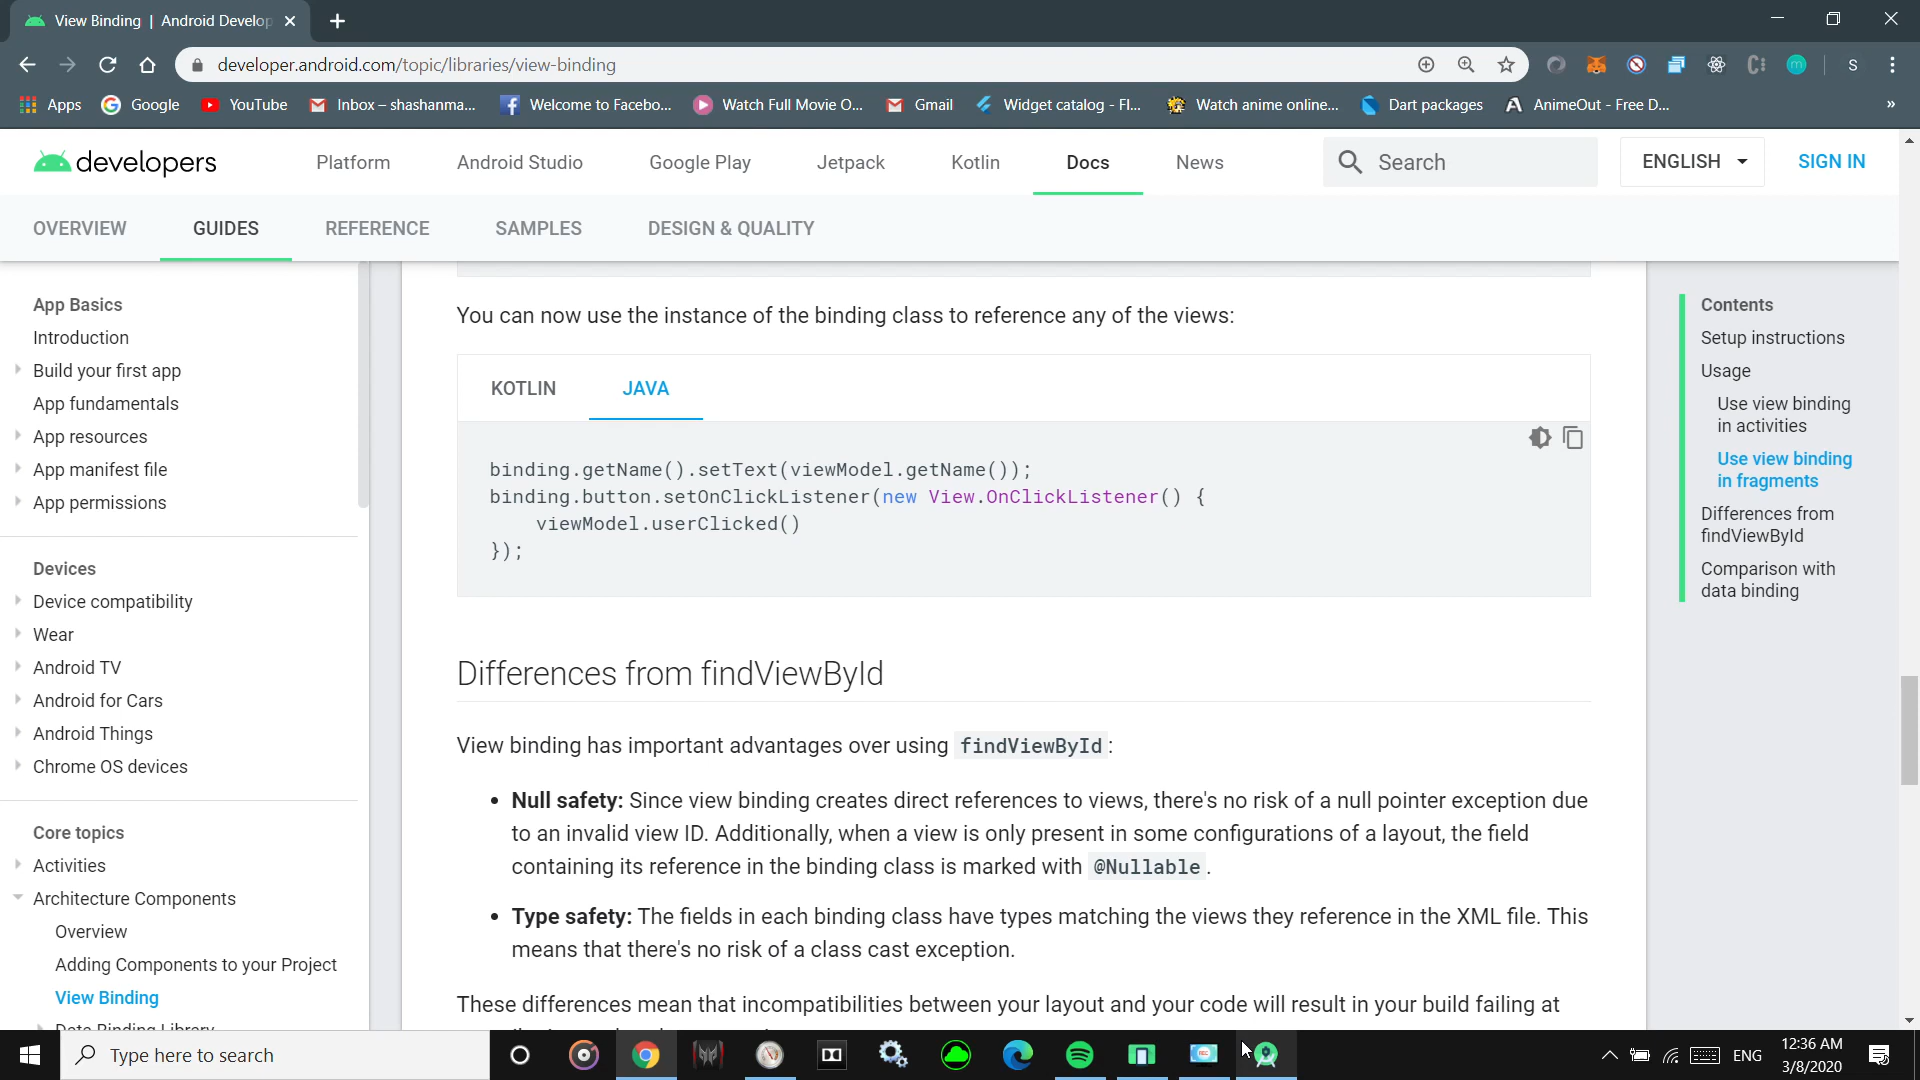 View Binding | Android Develop
developer.android.com/topic/libraries/view-binding
S
Apps
Google
YouTube
Inbox – shashanma...
Welcome to Facebo...
Watch Full Movie O...
Gmail
Widget catalog - Fl...
Watch anime online...
Dart packages
AnimeOut - Free D...
»
developers
Platform
Android Studio
Google Play
Jetpack
Kotlin
Docs
News
Search
ENGLISH
SIGN IN
OVERVIEW
GUIDES
REFERENCE
SAMPLES
DESIGN & QUALITY
App Basics
Introduction
Build your first app
App fundamentals
App resources
App manifest file
App permissions
Devices
Device compatibility
Wear
Android TV
Android for Cars
Android Things
Chrome OS devices
Core topics
Activities
Architecture Components
Overview
Adding Components to your Project
View Binding
Data Binding Library
You can now use the instance of the binding class to reference any of the views:
KOTLIN
JAVA
binding.getName().setText(viewModel.getName());
binding.button.setOnClickListener(new View.OnClickListener() {
viewModel.userClicked()
});
Differences from findViewById
View binding has important advantages over using findViewById:
• Null safety: Since view binding creates direct references to views, there's no risk of a null pointer exception due
to an invalid view ID. Additionally, when a view is only present in some configurations of a layout, the field
containing its reference in the binding class is marked with @Nullable.
• Type safety: The fields in each binding class have types matching the views they reference in the XML file. This
means that there's no risk of a class cast exception.
These differences mean that incompatibilities between your layout and your code will result in your build failing at
Contents
Setup instructions
Usage
Use view binding
in activities
Use view binding
in fragments
Differences from
findViewById
Comparison with
data binding
Type here to search
ENG
12:36 AM
3/8/2020